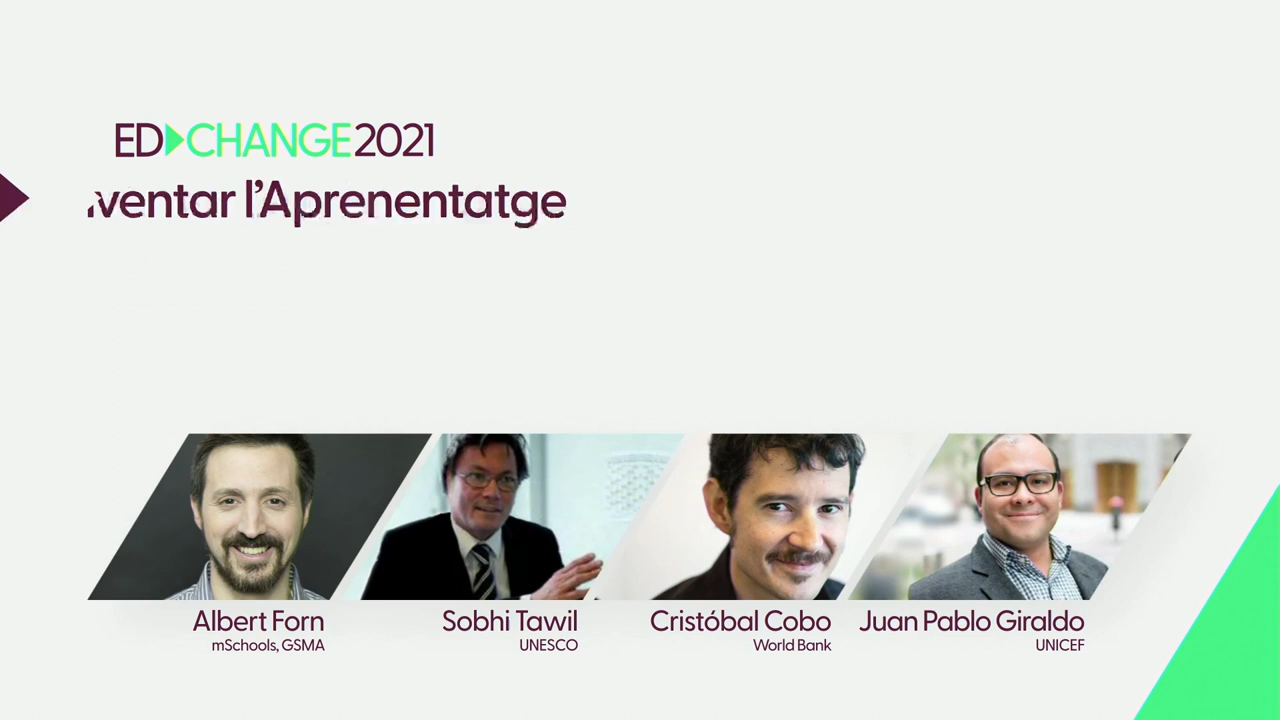 ED▶CHANGE2021
ventar l'Aprenentatge
Albert Forn
mSchools, GSMA
Sobhi Tawil
UNESCO
Cristóbal Cobo
World Bank
Juan Pablo Giraldo
UNICEF